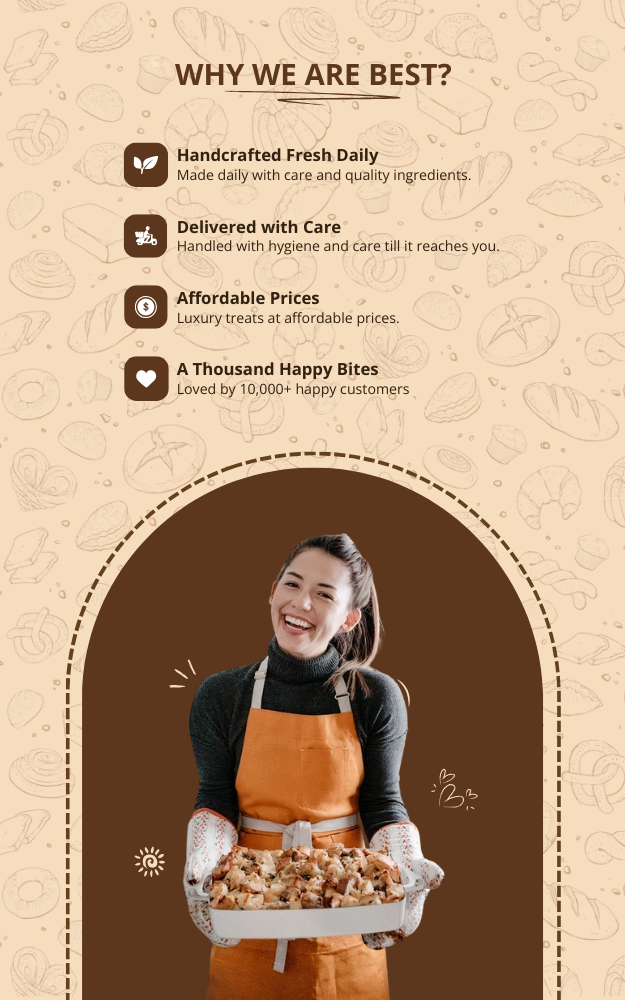 WHY WE ARE BEST?
Handcrafted Fresh Daily
Made daily with care and quality ingredients.
Delivered with Care
Handled with hygiene and care till it reaches you.
$
Affordable Prices
Luxury treats at affordable prices.
A Thousand Happy Bites
Loved by 10,000+ happy customers